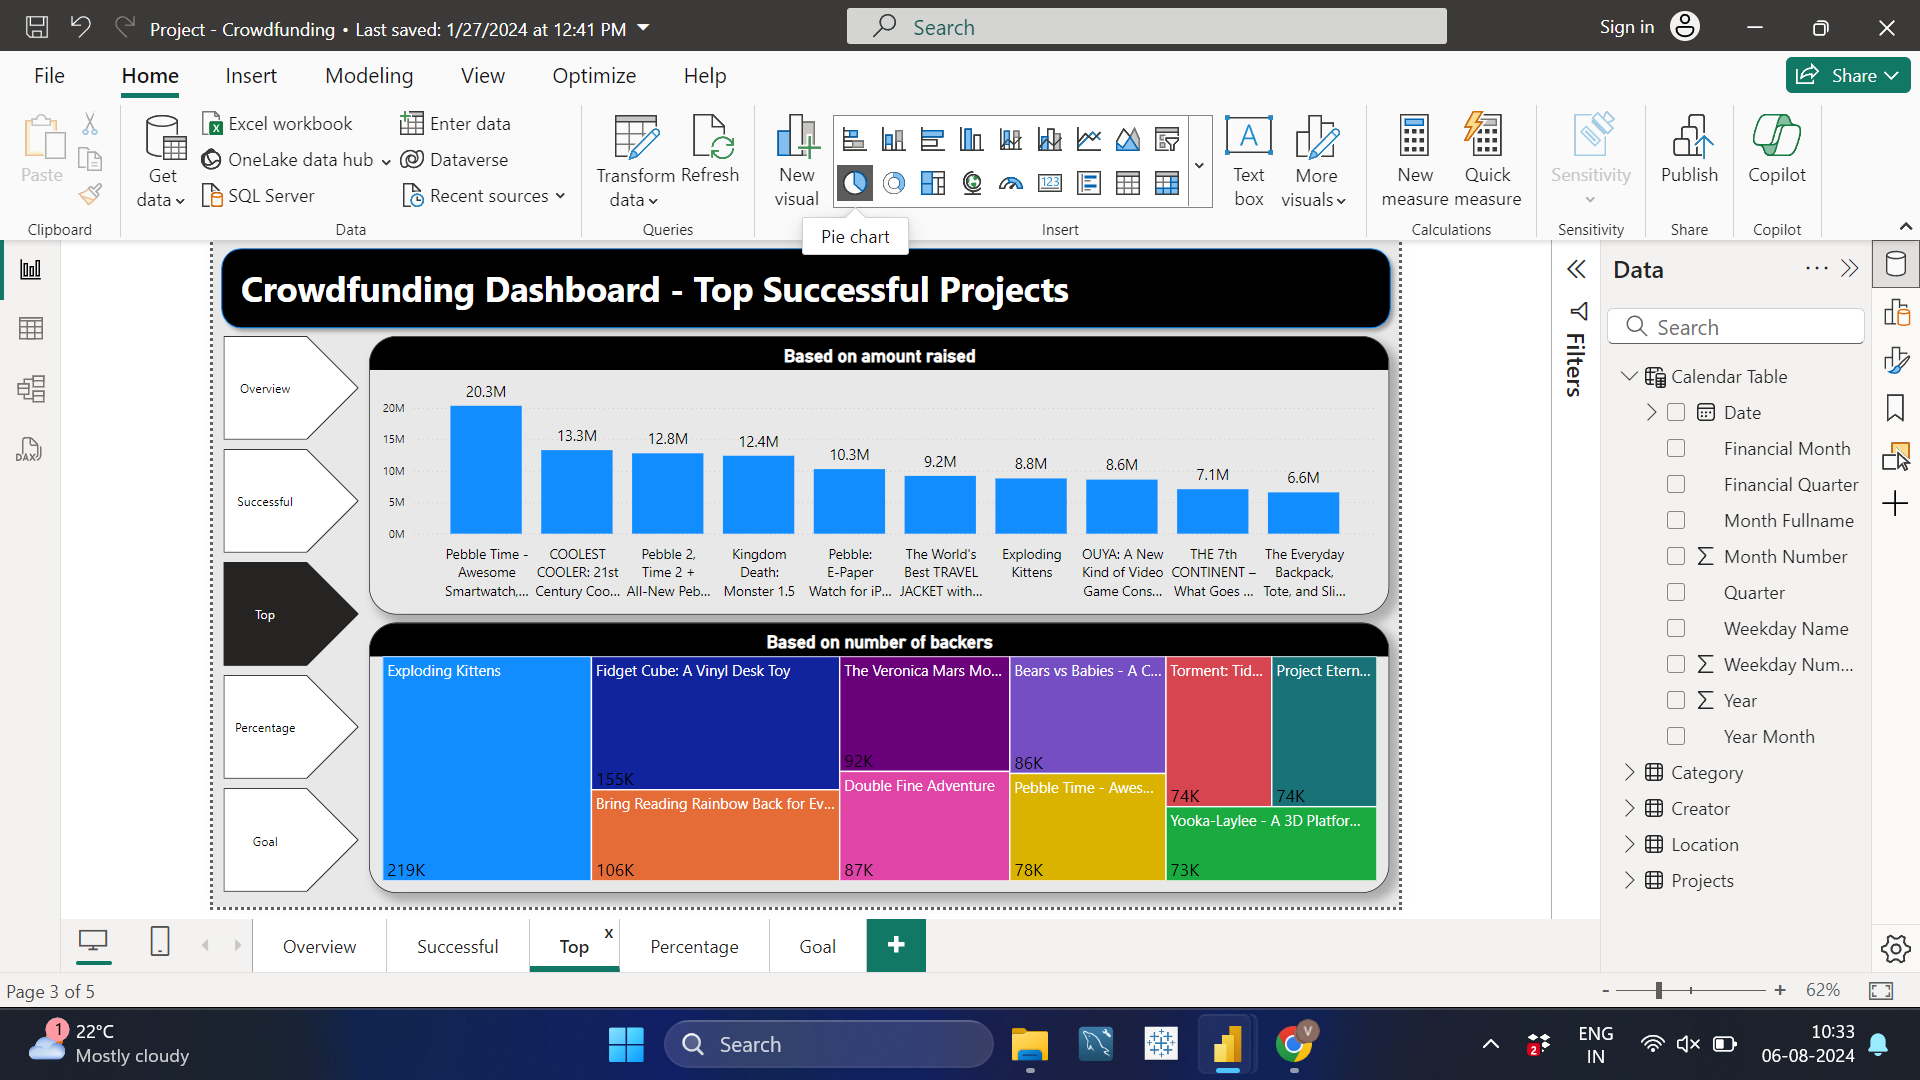 Project - Crowdfunding • Last saved: 1/27/2024 at 12:41 PM
Search
Sign in
File
Home
Insert
Modeling
View
Optimize
Help
Share
Paste
Clipboard
Get
data
Excel workbook
OneLake data hub
SQL Server
Enter data
Dataverse
Recent sources
Data
Transform
data
Refresh
Queries
New
visual
123
Pie chart
A
Text
box
More
visuals
Insert
New
measure
Quick
measure
Calculations
Sensitivity
Sensitivity
Publish
Share
Copilot
Copilot
DAX
Crowdfunding Dashboard - Top Successful Projects
Overview
Successful
Top
Percentage
Goal
Based on amount raised
20M
15M
10M
5M
0M
20.3M
13.3M
12.8M
12.4M
10.3M
9.2M
8.8M
8.6M
7.1M
6.6M
Pebble Time -
Awesome
Smartwatch,...
COOLEST
COOLER: 21st
Century Coo...
Pebble 2,
Time 2 +
All-New Peb...
Kingdom
Death:
Monster 1.5
Pebble:
E-Paper
Watch for iP...
The World's
Best TRAVEL
JACKET with...
Exploding
Kittens
OUYA: A New
Kind of Video
Game Cons...
THE 7th
CONTINENT –
What Goes ...
The Everyday
Backpack,
Tote, and Sli...
Based on number of backers
Exploding Kittens
219K
Fidget Cube: A Vinyl Desk Toy
155K
Bring Reading Rainbow Back for Ev...
106K
The Veronica Mars Mo...
92K
Double Fine Adventure
87K
Bears vs Babies - A C...
86K
Pebble Time - Awes...
78K
Torment: Tid...
74K
Project Etern...
74K
Yooka-Laylee - A 3D Platfor...
73K
Filters
Data
Search
Calendar Table
Date
Financial Month
Financial Quarter
Month Fullname
Month Number
Quarter
Weekday Name
Weekday Num...
Year
Year Month
Category
Creator
Location
Projects
Overview
Successful
Top
x
Percentage
Goal
+
Page 3 of 5
- + 62%
1
22°C
Mostly cloudy
Search
V
2
ENG
IN
10:33
06-08-2024